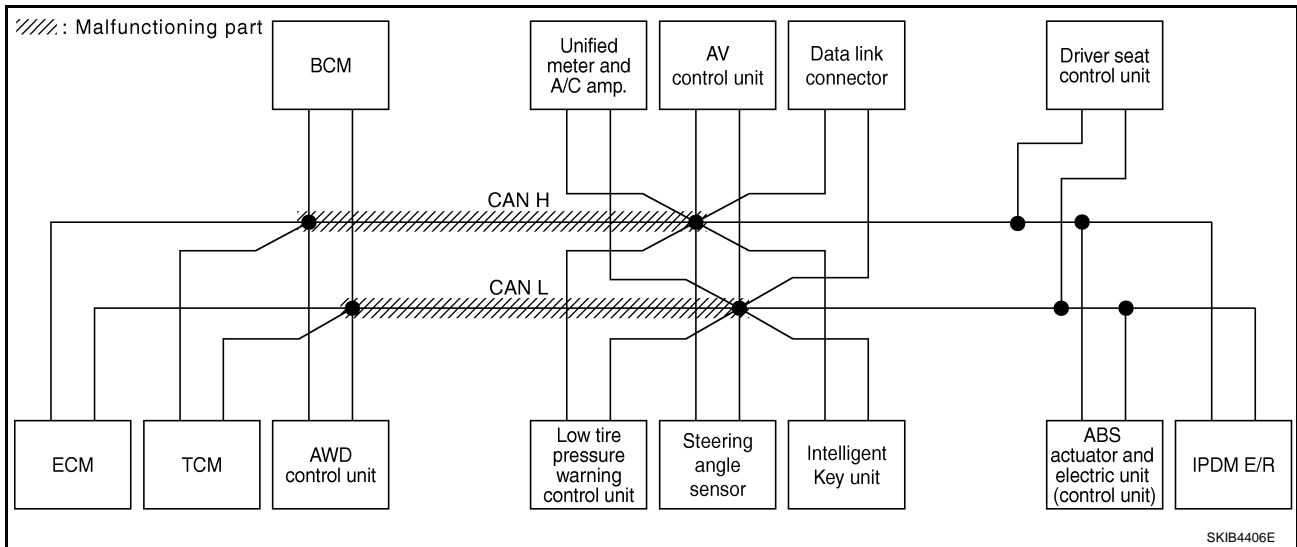 : Malfunctioning part
BCM
Unified
meter and
A/C amp.
AV
control unit
Data link
connector
Driver seat
control unit
CAN H
CAN L
ECM
TCM
AWD
control unit
Low tire
pressure
warning
control unit
Steering
angle
sensor
Intelligent
Key unit
ABS
actuator and
electric unit
(control unit)
IPDM E/R
SKIB4406E